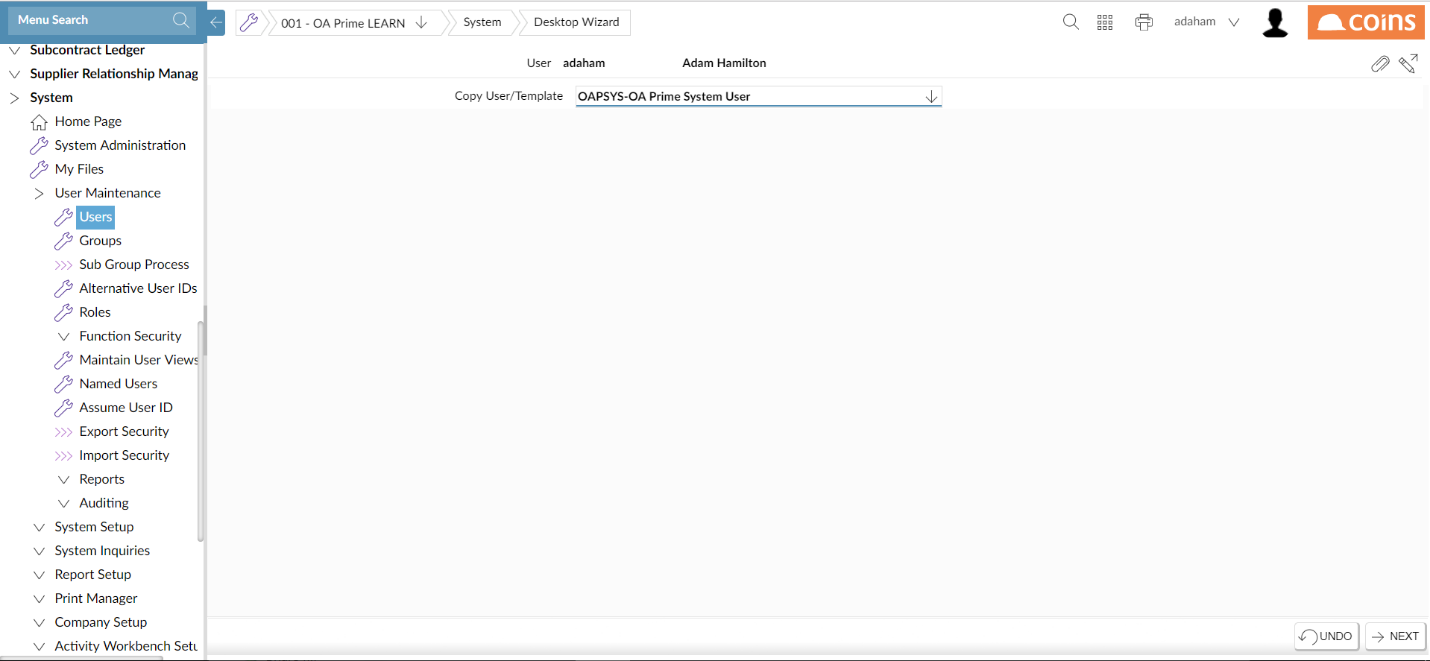 Menu Search
Subcontract Ledger
Supplier Relationship Manag
System
Home Page
System Administration
My Files
User Maintenance
Users
Groups
Sub Group Process
Alternative User IDs
Roles
Function Security
Maintain User Views
Named Users
Assume User ID
Export Security
Import Security
Reports
Auditing
System Setup
System Inquiries
Report Setup
Print Manager
Company Setup
Activity Workbench Setu
001 - OA Prime LEARN System Desktop Wizard
adaham
coins
User adaham Adam Hamilton
Copy User/Template OAPSYS-OA Prime System User
UNDO NEXT